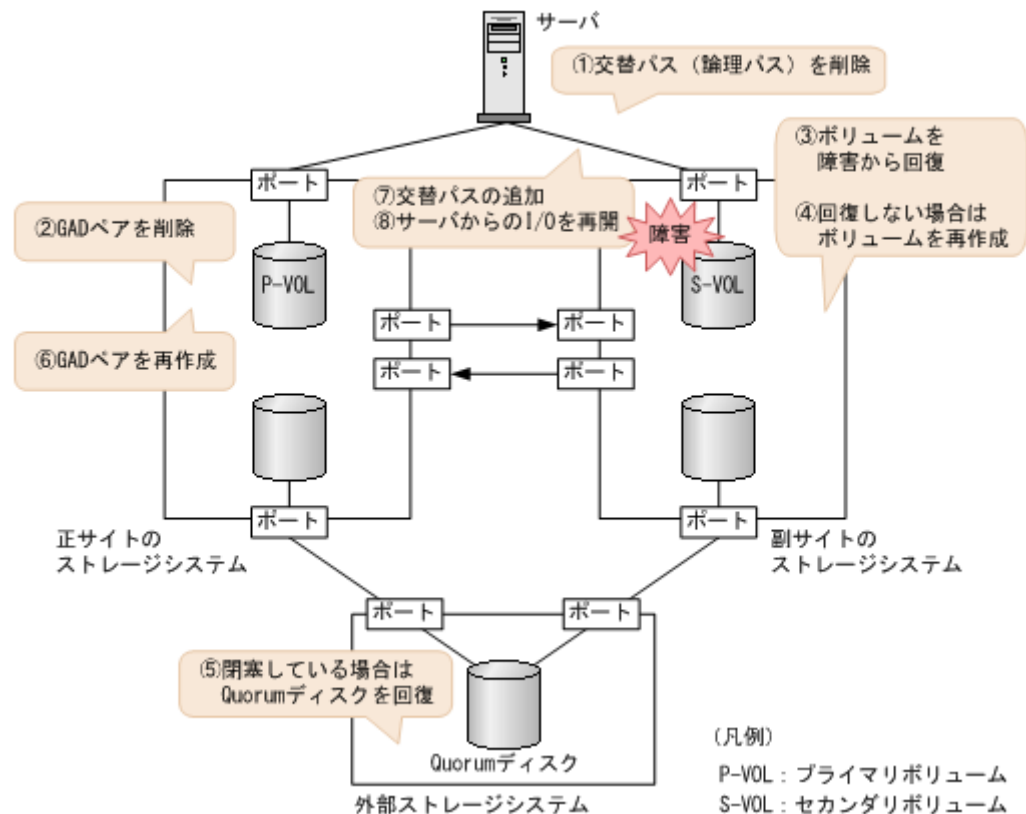 サーバ
①交替パス（論理パス）を削除
③ボリュームを
障害から回復
④回復しない場合は
ボリュームを再作成
ポート
⑦交替パスの追加
⑧サーバからのI/Oを再開
ポート
②GADペアを削除
障害
P-VOL
S-VOL
ポート
ポート
⑥GADペアを再作成
ポート
ポート
ポート
ポート
正サイトの
ストレージシステム
副サイトの
ストレージシステム
ポート
ポート
⑤閉塞している場合は
Quorumディスクを回復
Quorumディスク
外部ストレージシステム
(凡例)
P-VOL：プライマリボリューム
S-VOL：セカンダリボリューム